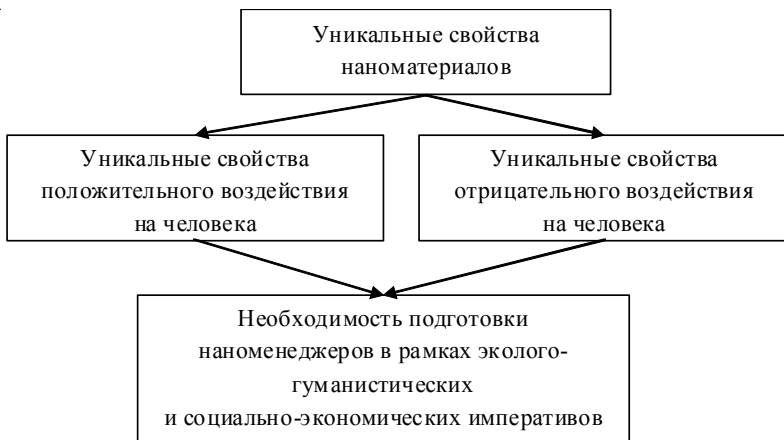 Уникальные свойства
наноматериалов
Уникальные свойства
положительного воздействия
на человека
Уникальные свойства
отрицательного воздействия
на человека
Необходимость подготовки
наноменеджеров в рамках эколого-
гуманистических
и социально-экономических императивов